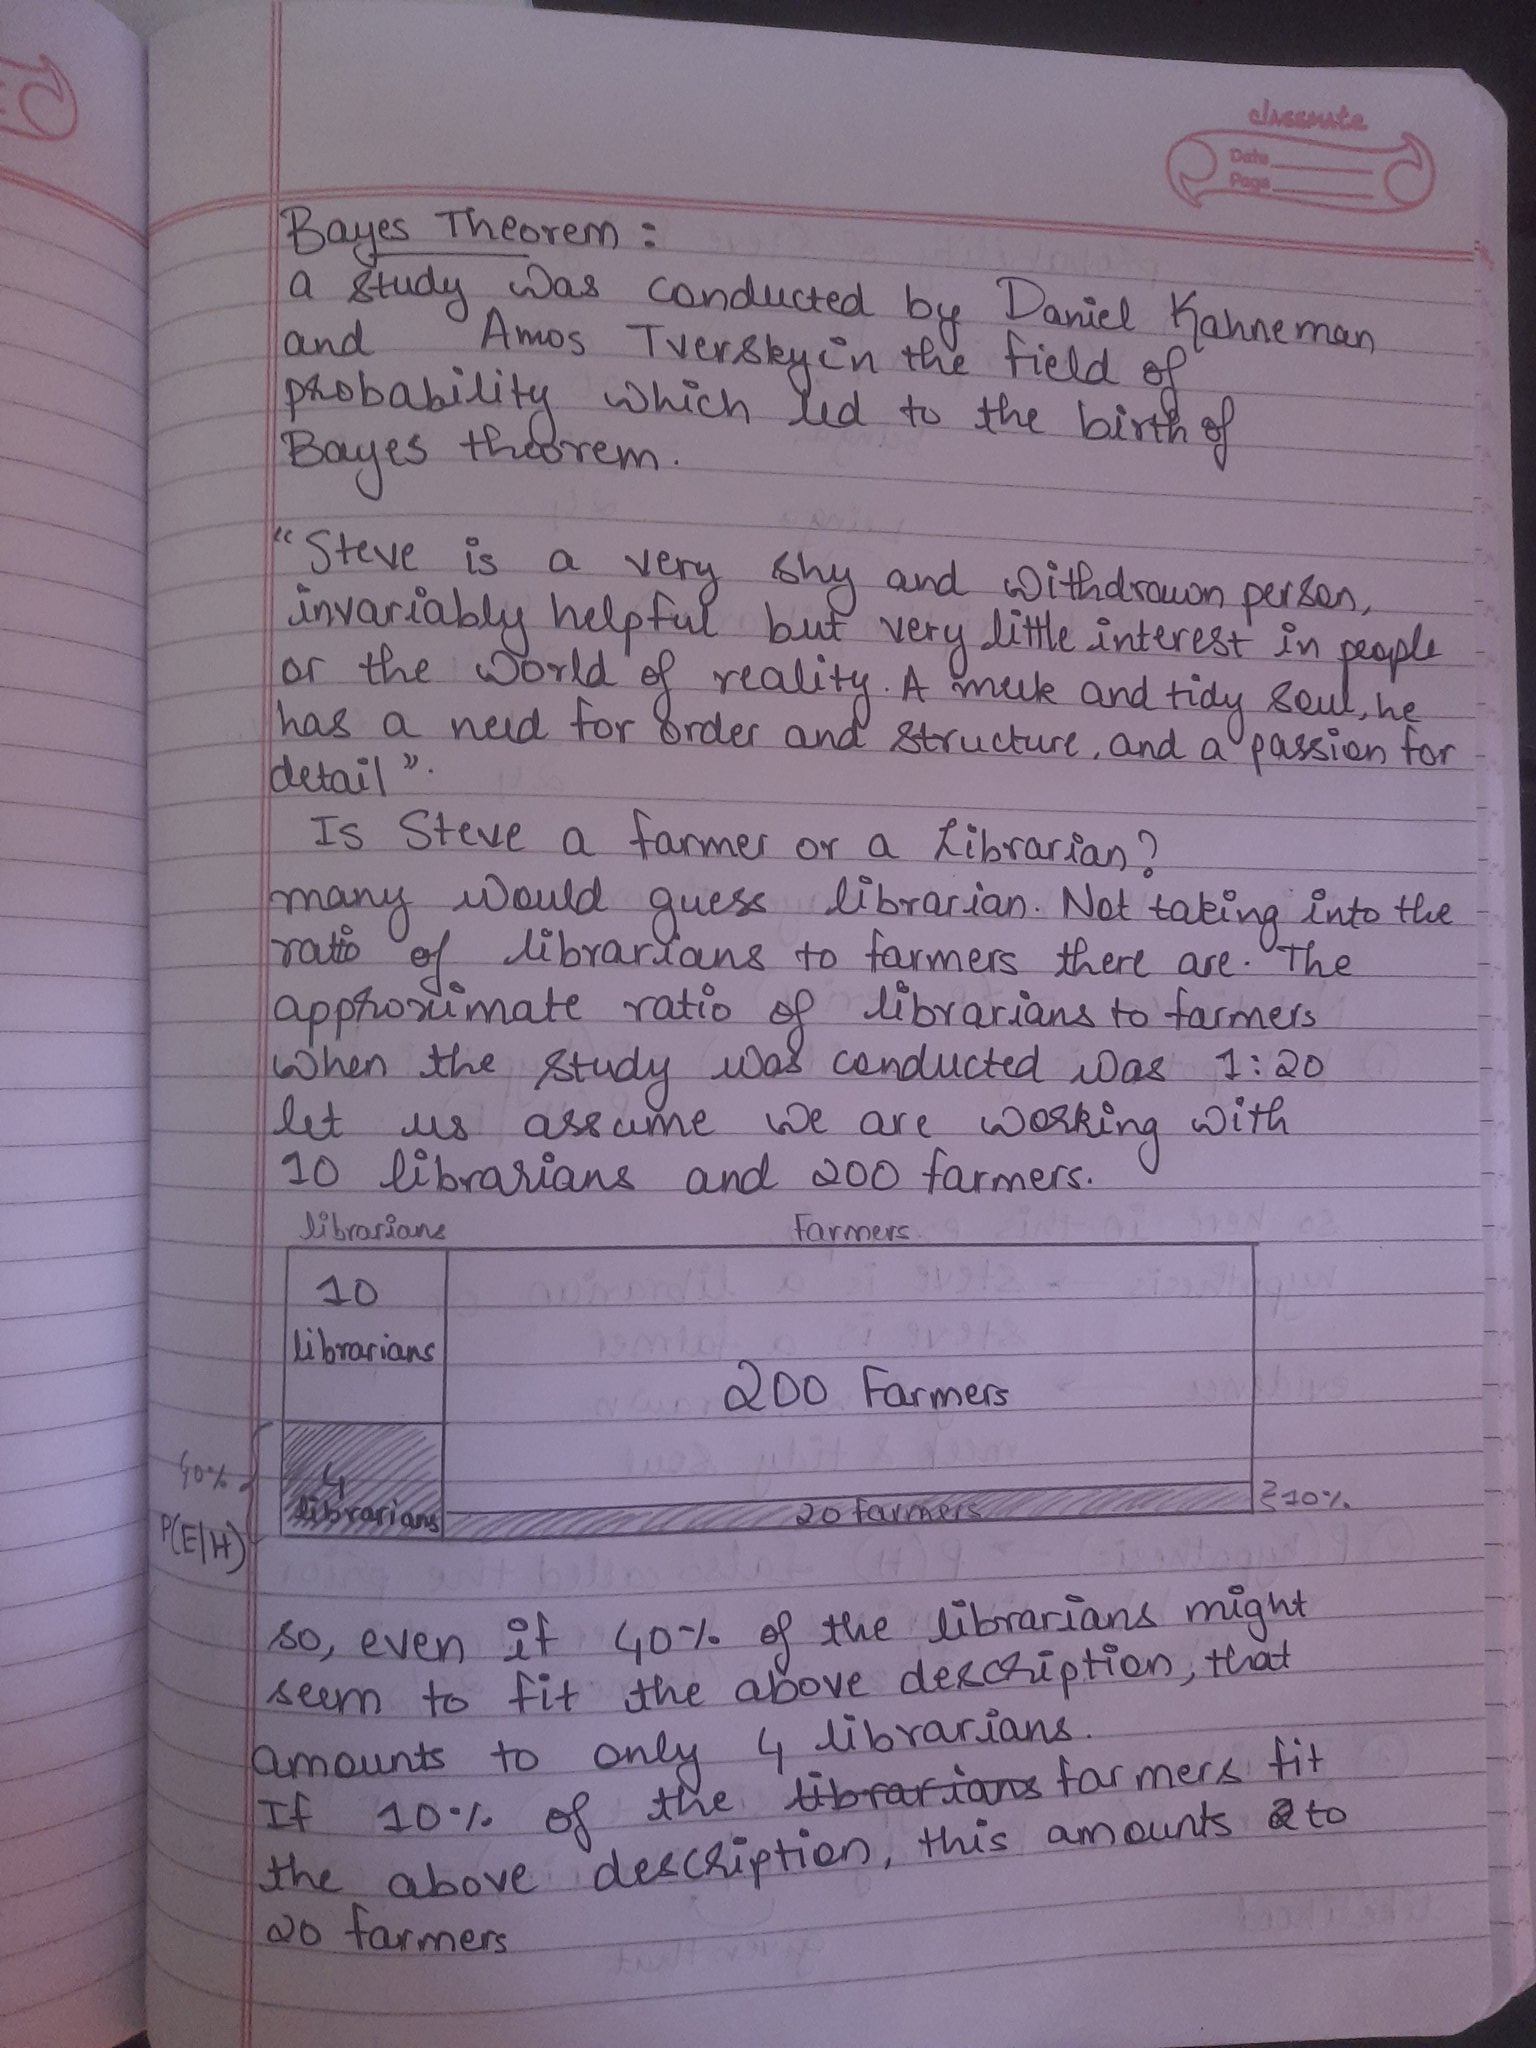 classmate
Date
Page
Bayes Theorem :
a study was conducted by Daniel Kahneman
and Amos Tversky in the field of
probability which led to the birth of
Bayes theorem.
"Steve is a very shy and withdrawn person,
invariably helpful but very little interest in people
or the world of reality. A meek and tidy soul, he
has a need for order and structure, and a passion for
detail".
Is Steve a farmer or a Librarian?
many would guess librarian. Not taking into the
ratio of librarians to farmers there are. The
approximate ratio of librarians to farmers
when the study was conducted was 1:20
let us assume we are working with
10 librarians and 200 farmers.
librarians Farmers
10
librarians
200 Farmers
40%
4
librarians
20 farmers
10%
P(E/H)
so, even if 40% of the librarians might
seem to fit the above description, that
amounts to only 4 librarians.
If 10% of the librarians farmers fit
the above description, this amounts to
20 farmers